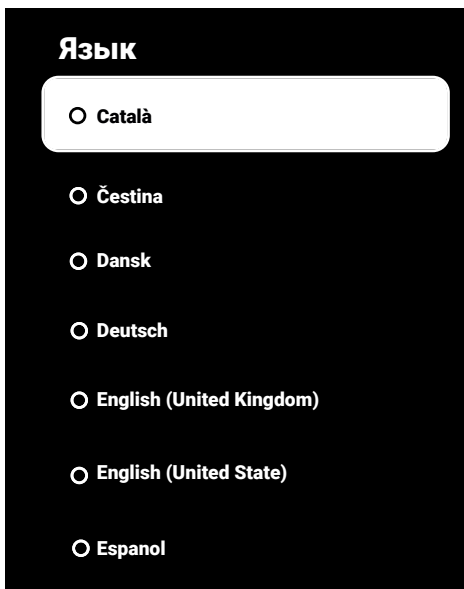 Язык
Català
Čestina
Dansk
Deutsch
English (United Kingdom)
English (United State)
Espanol